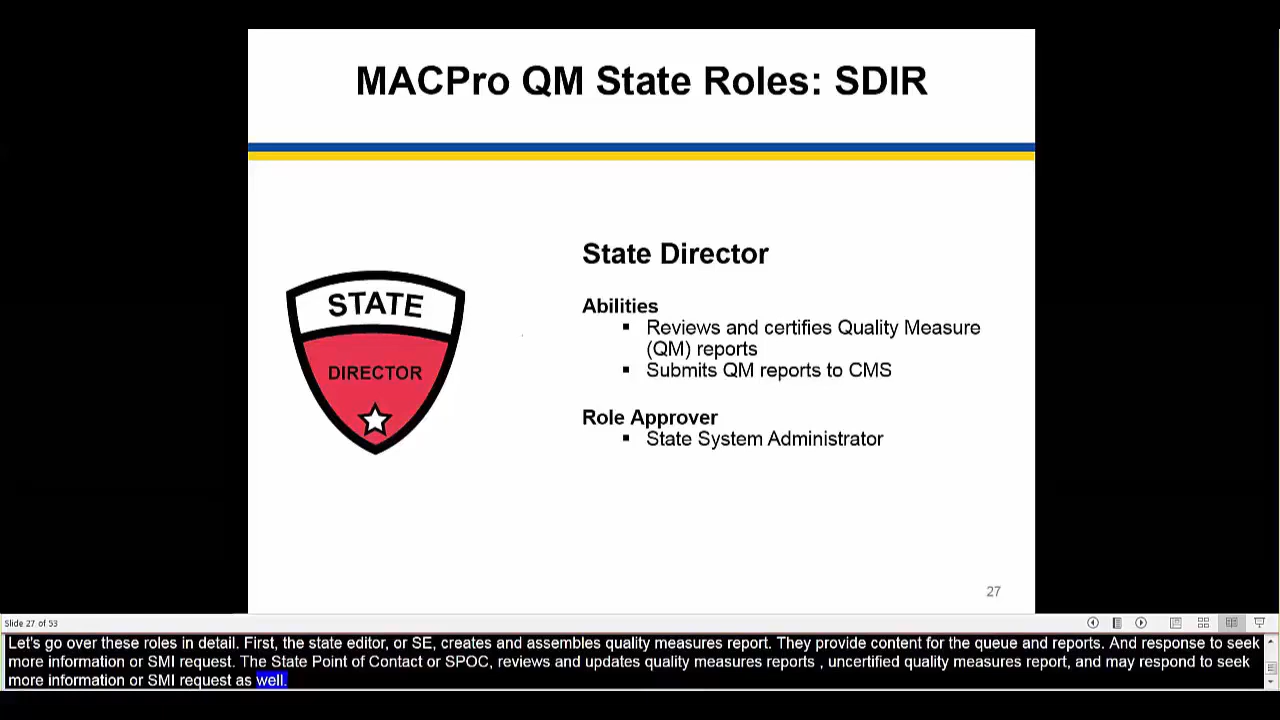 MACPro QM State Roles: SDIR
STATE
DIRECTOR
State Director
Abilities
▪ Reviews and certifies Quality Measure
(QM) reports
▪ Submits QM reports to CMS
Role Approver
▪ State System Administrator
27
Slide 27 of 53
Let's go over these roles in detail. First, the state editor, or SE, creates and assembles quality measures report. They provide content for the queue and reports. And response to seek
more information or SMI request. The State Point of Contact or SPOC, reviews and updates quality measures reports , uncertified quality measures report, and may respond to seek
more information or SMI request as well.